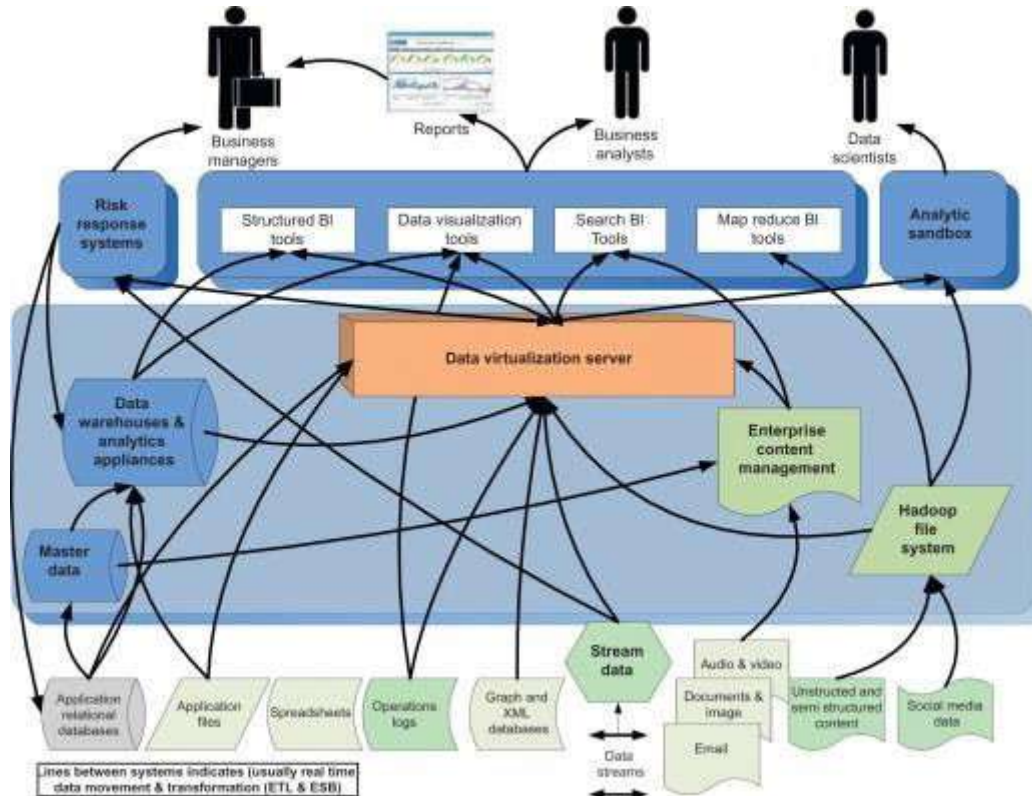 Reports
Business
managers
Business
analysts
Data
scientists
Risk
response
systems
Structured BI
tools
Data visualization
tools
Search BI
Tools
Map reduce BI
tools
Analytic
sandbox
Data virtualization server
Data
warehouses &
analytics
appliances
Enterprise
content
management
Master
data
Hadoop
file
system
Stream
data
Audio & video
Documents &
image
Email
Application
relational
databases
Application
files
Spreadsheets
Operations
logs
Graph and
XML
databases
Data
streams
Unstructed and
semi structured
content
Social media
data
Lines between systems indicates (usually real time)
data movement & transformation (ETL & ESB)